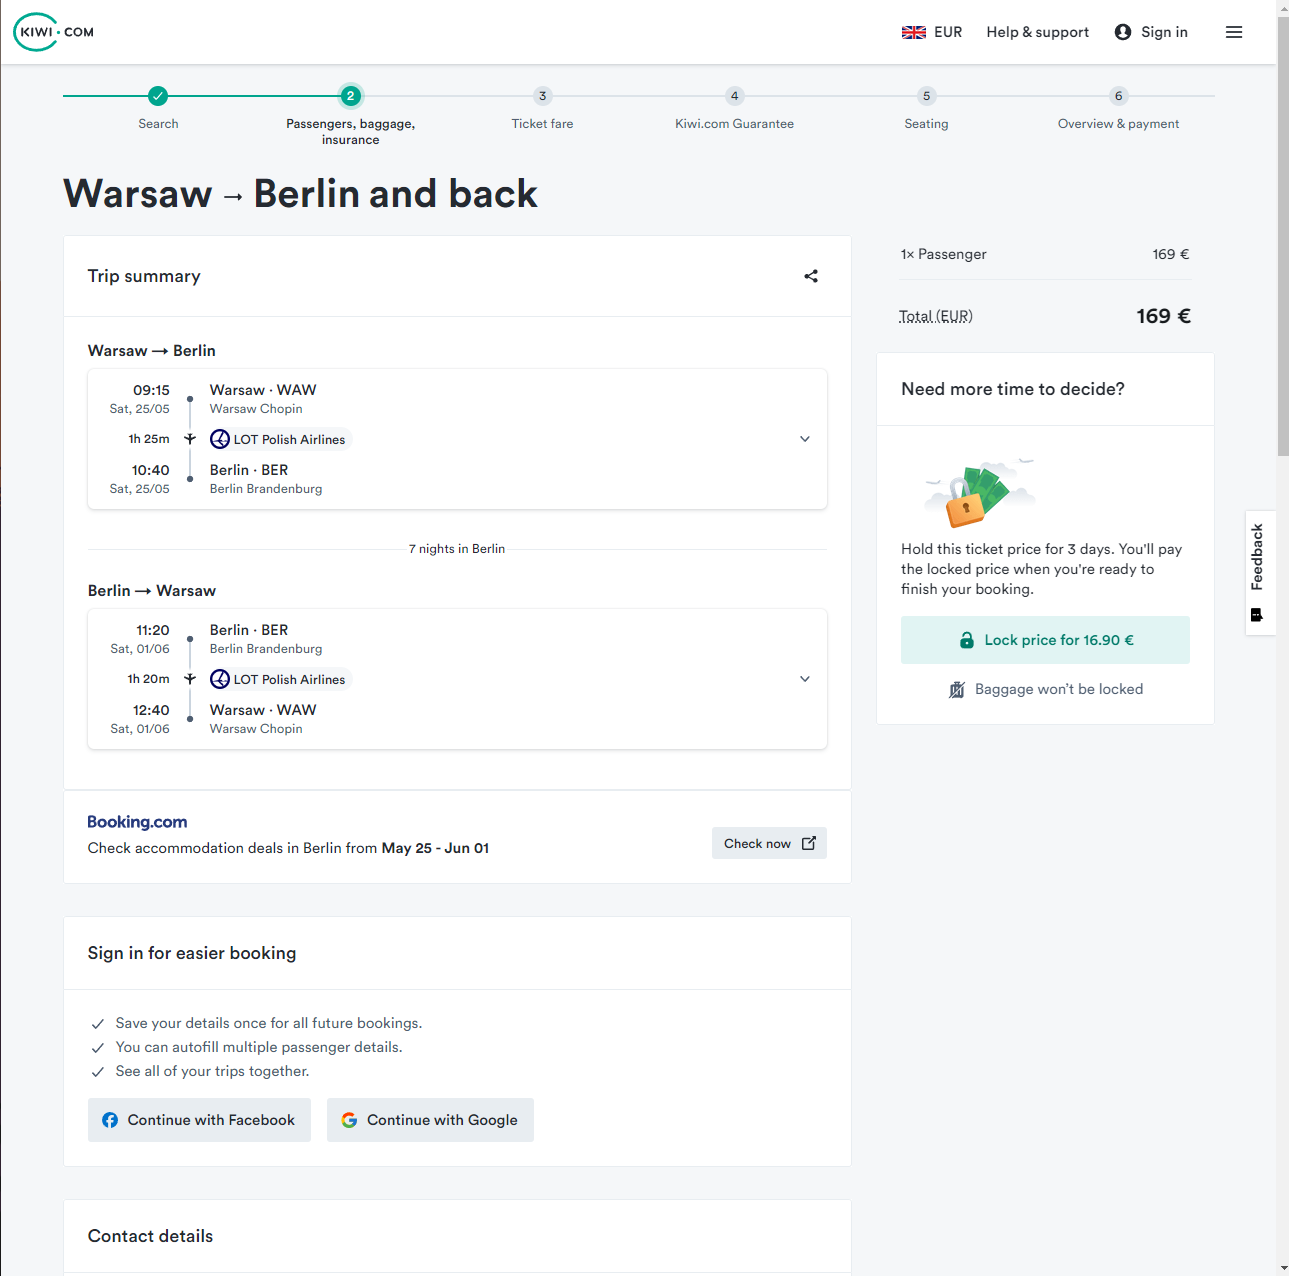 KIWI.COM
EUR
Help & support
Sign in
2
3
4
5
6
Search
Passengers, baggage,
insurance
Ticket fare
Kiwi.com Guarantee
Seating
Overview & payment
Warsaw → Berlin and back
Trip summary
Warsaw → Berlin
09:15 Warsaw · WAW
Sat, 25/05 Warsaw Chopin
1h 25m LOT Polish Airlines
10:40 Berlin · BER
Sat, 25/05 Berlin Brandenburg
7 nights in Berlin
Berlin → Warsaw
11:20 Berlin · BER
Sat, 01/06 Berlin Brandenburg
1h 20m LOT Polish Airlines
12:40 Warsaw · WAW
Sat, 01/06 Warsaw Chopin
Booking.com
Check accommodation deals in Berlin from May 25 - Jun 01
Check now
Sign in for easier booking
Save your details once for all future bookings.
You can autofill multiple passenger details.
See all of your trips together.
Continue with Facebook
Continue with Google
Contact details
1× Passenger 169 €
Total (EUR) 169 €
Need more time to decide?
Hold this ticket price for 3 days. You'll pay
the locked price when you're ready to
finish your booking.
Lock price for 16.90 €
Baggage won’t be locked
Feedback